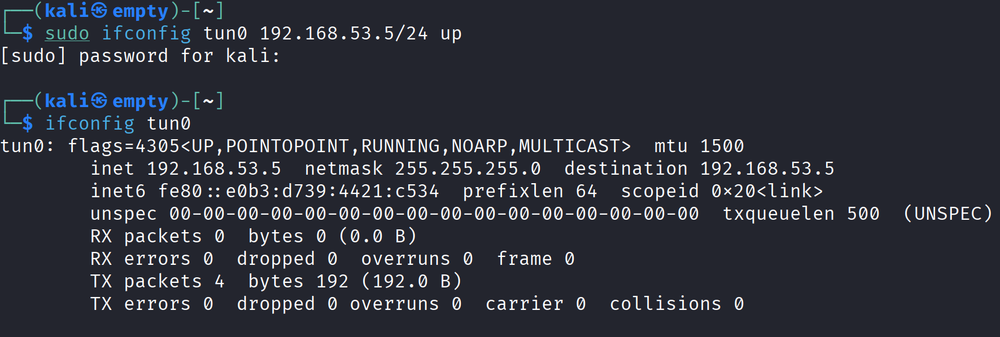 ┌──(kali㉿empty)-[~]
└─$ sudo ifconfig tun0 192.168.53.5/24 up
[sudo] password for kali:
┌──(kali㉿empty)-[~]
└─$ ifconfig tun0
tun0: flags=4305<UP,POINTOPOINT,RUNNING,NOARP,MULTICAST>  mtu 1500
        inet 192.168.53.5  netmask 255.255.255.0  destination 192.168.53.5
        inet6 fe80::e0b3:d739:4421:c534  prefixlen 64  scopeid 0×20<link>
        unspec 00-00-00-00-00-00-00-00-00-00-00-00-00-00-00-00  txqueuelen 500  (UNSPEC)
        RX packets 0  bytes 0 (0.0 B)
        RX errors 0  dropped 0  overruns 0  frame 0
        TX packets 4  bytes 192 (192.0 B)
        TX errors 0  dropped 0 overruns 0  carrier 0  collisions 0